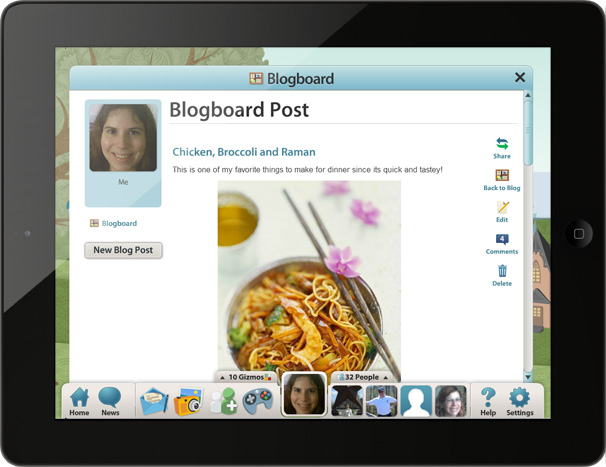 Blogboard
Blogboard Post
Me
Blogboard
New Blog Post
Chicken, Broccoli and Raman
This is one of my favorite things to make for dinner since its quick and tastey!
Share
Back to Blog
Edit
4
Comments
Delete
10 Gizmos
32 People
Home
News
Help
Settings